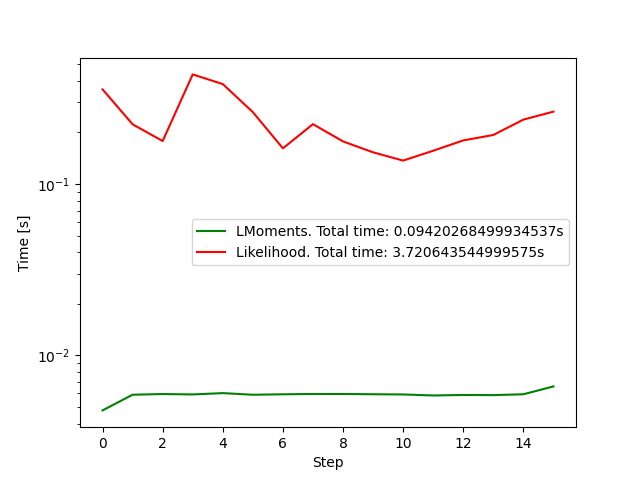 Time [s]
10⁻¹
10⁻²
LMoments. Total time: 0.09420268499934537s
Likelihood. Total time: 3.720643544999575s
0 2 4 6 8 10 12 14
Step